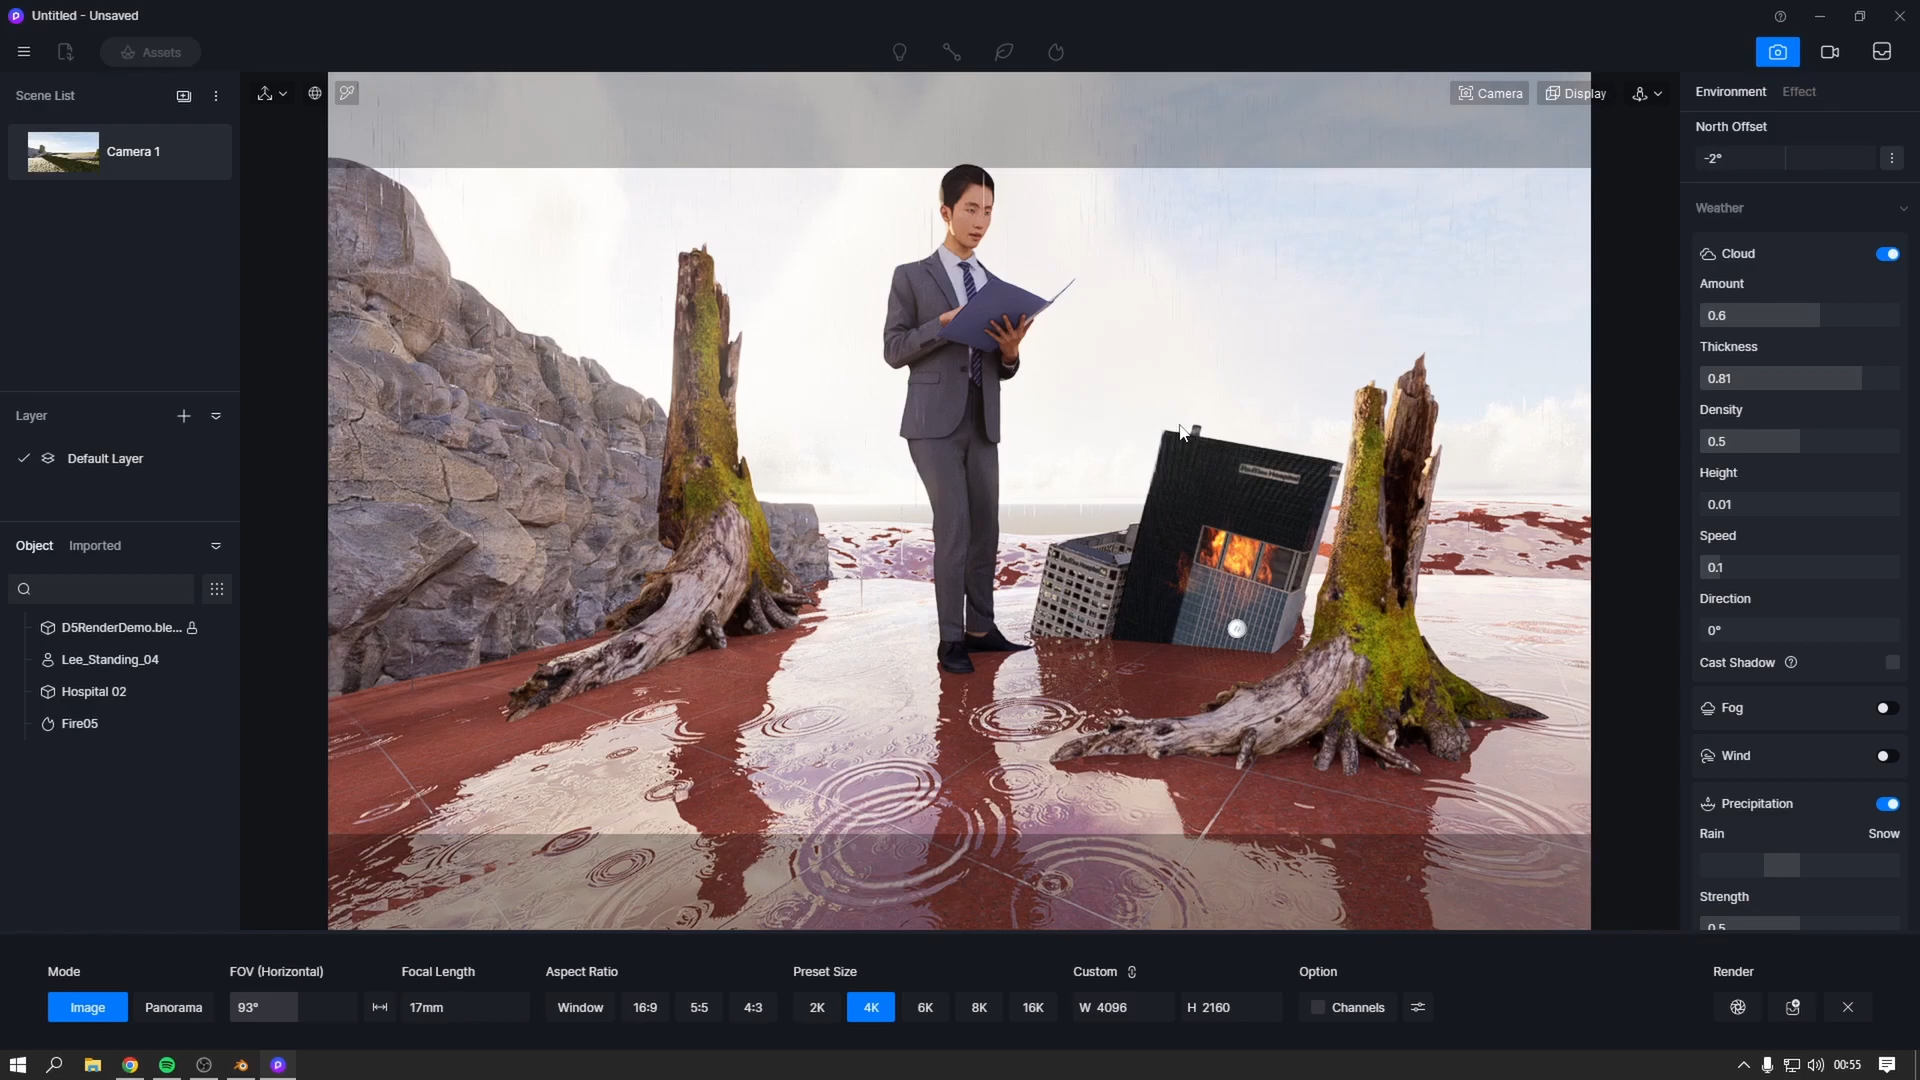 Untitled - Unsaved
Assets
Scene List
Camera 1
Layer
Default Layer
Object Imported
D5RenderDemo.ble...
Lee_Standing_04
Hospital 02
Fire05
Camera Display
Environment Effect
North Offset
-2°
Weather
Cloud
Amount
0.6
Thickness
0.81
Density
0.5
Height
0.01
Speed
0.1
Direction
0°
Cast Shadow
Fog
Wind
Precipitation
Rain Snow
Strength
0.5
Mode FOV (Horizontal) Focal Length Aspect Ratio Preset Size Custom Option Render
Image Panorama 93° 17mm Window 16:9 5:5 4:3 2K 4K 6K 8K 16K W 4096 H 2160 Channels
00:55